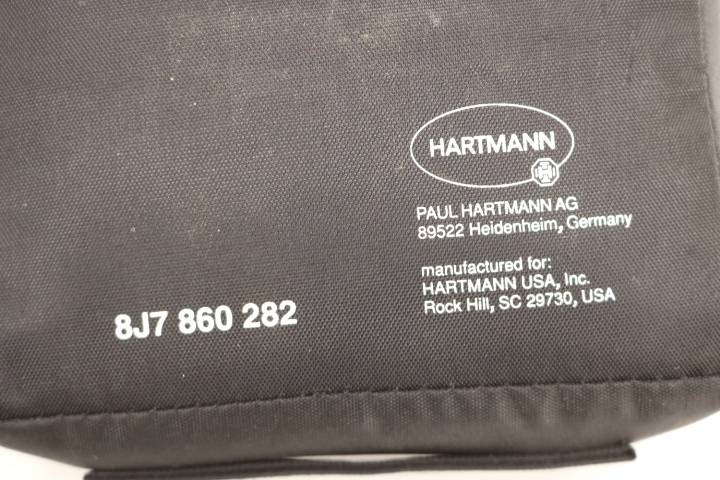 HARTMANN
PAUL HARTMANN AG
89522 Heidenheim, Germany
manufactured for:
HARTMANN USA, Inc.
Rock Hill, SC 29730, USA
8J7 860 282